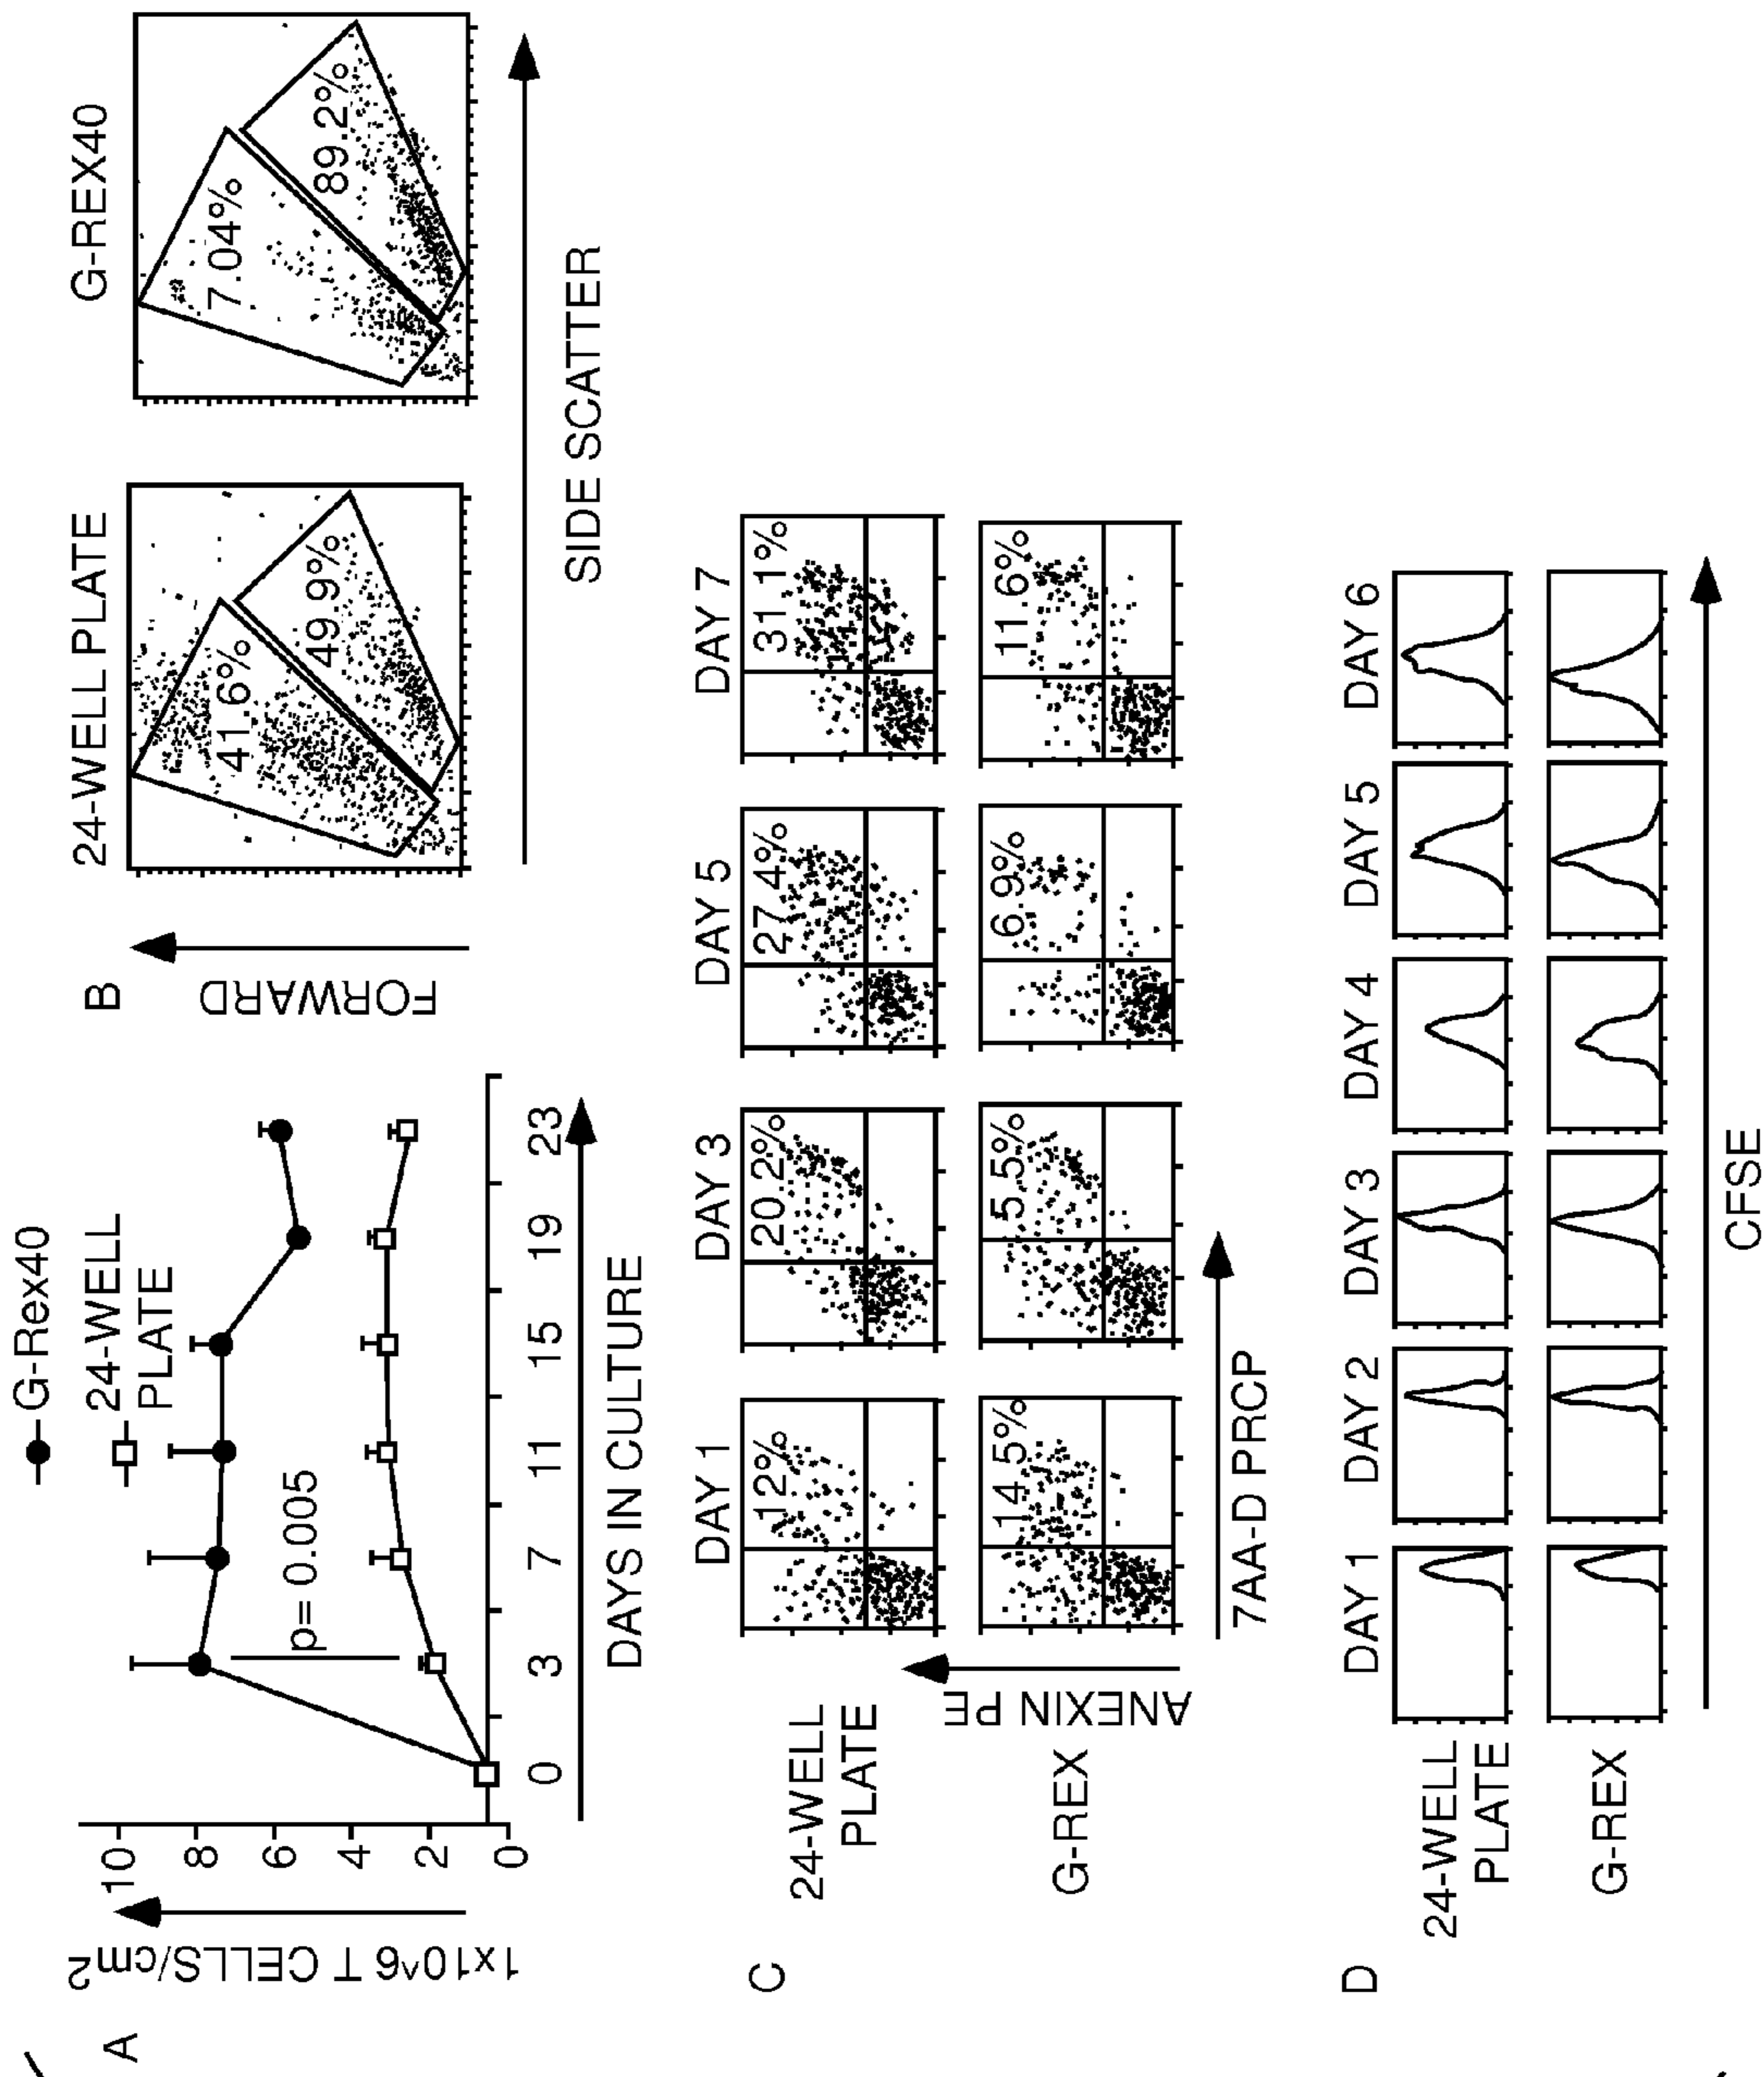 A
1x10^6 T CELLS/cm2
10
8
6
4
2
0
G-Rex40
24-WELL
PLATE
p= 0.005
0 3 7 11 15 19 23
DAYS IN CULTURE
B
24-WELL PLATE G-REX40
FORWARD
41.6%
49.9%
7.04%
89.2%
SIDE SCATTER
C
DAY 1 DAY 3 DAY 5 DAY 7
24-WELL
PLATE
12% 20.2% 27.4% 31.1%
ANEXIN PE
G-REX
14.5% 5.5% 6.9% 11.6%
7AA-D PRCP
D
DAY 1 DAY 2 DAY 3 DAY 4 DAY 5 DAY 6
24-WELL
PLATE
G-REX
CFSE